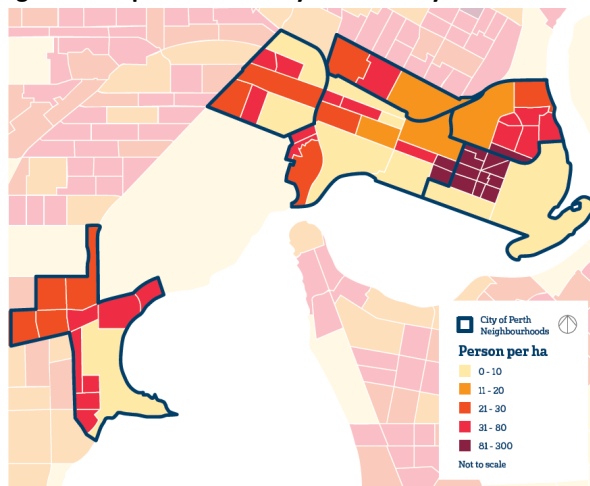 City of Perth
Neighbourhoods
Person per ha
0 - 10
11 - 20
21 - 30
31 - 80
81 - 300
Not to scale